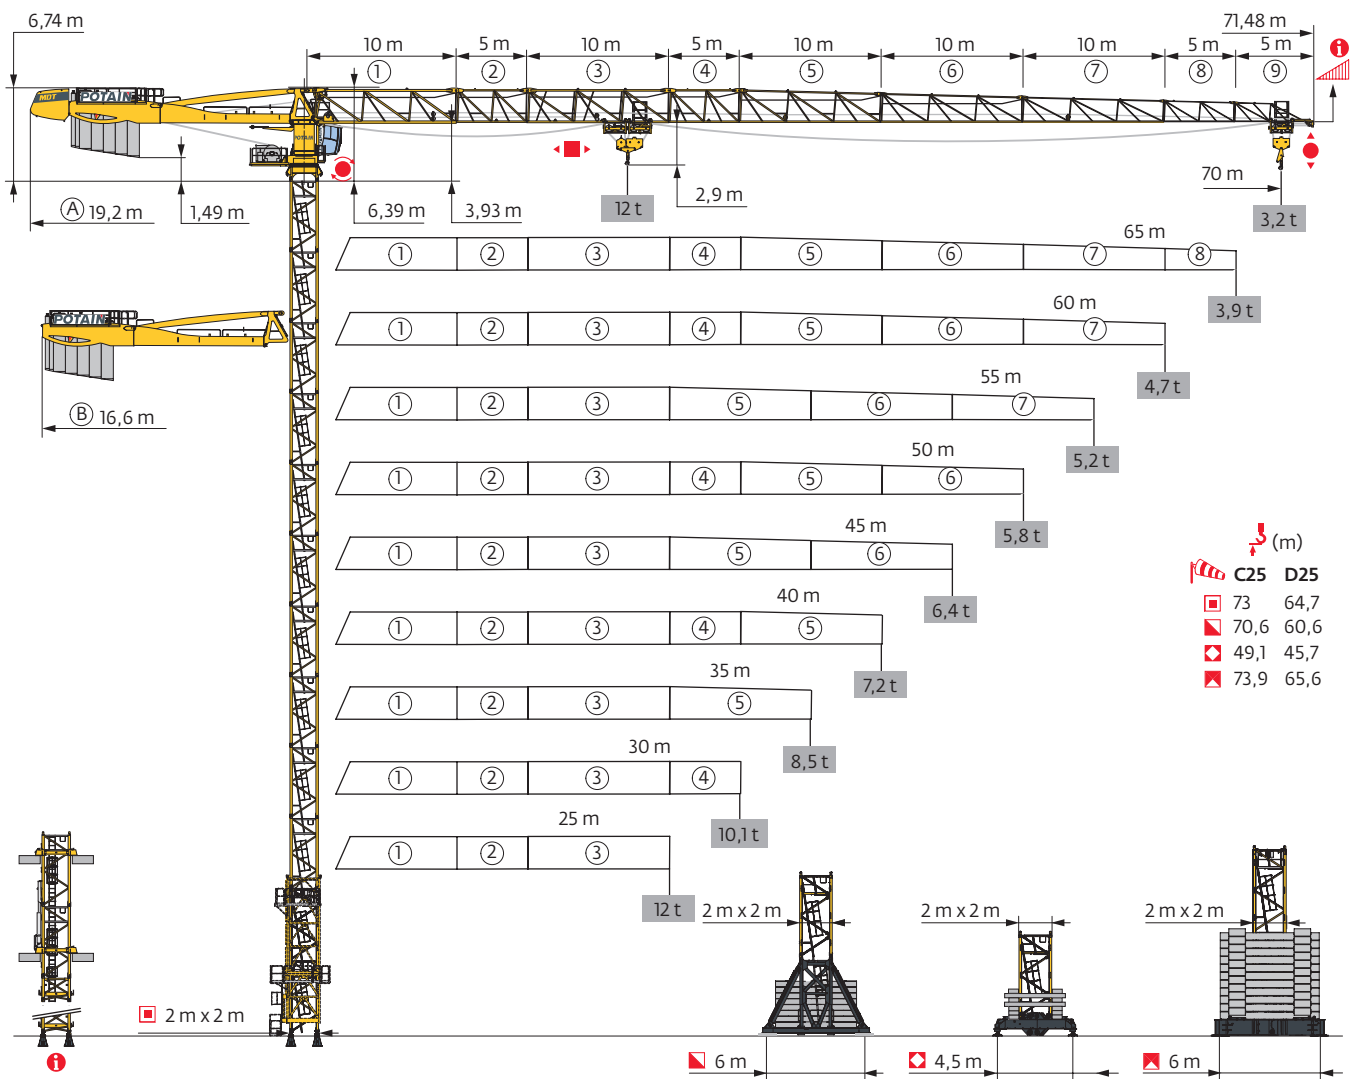 6,74 m
71,48 m
10 m 5 m 10 m 5 m 10 m 10 m 10 m 5 m 5 m
1 2 3 4 5 6 7 8 9
i
MDT POTAIN
POTAIN
70 m
A 19,2 m
1,49 m
6,39 m
3,93 m
2,9 m
12 t
3,2 t
65 m
1 2 3 4 5 6 7 8
3,9 t
POTAIN
60 m
1 2 3 4 5 6 7
4,7 t
B 16,6 m
55 m
1 2 3 5 6 7
5,2 t
50 m
1 2 3 4 5 6
5,8 t
45 m
1 2 3 5 6
6,4 t
(m)
C25 D25
73 64,7
70,6 60,6
49,1 45,7
73,9 65,6
40 m
1 2 3 4 5
7,2 t
35 m
1 2 3 5
8,5 t
30 m
1 2 3 4
10,1 t
25 m
1 2 3
12 t
2 m x 2 m
2 m x 2 m
2 m x 2 m
2 m x 2 m
i
6 m
4,5 m
6 m